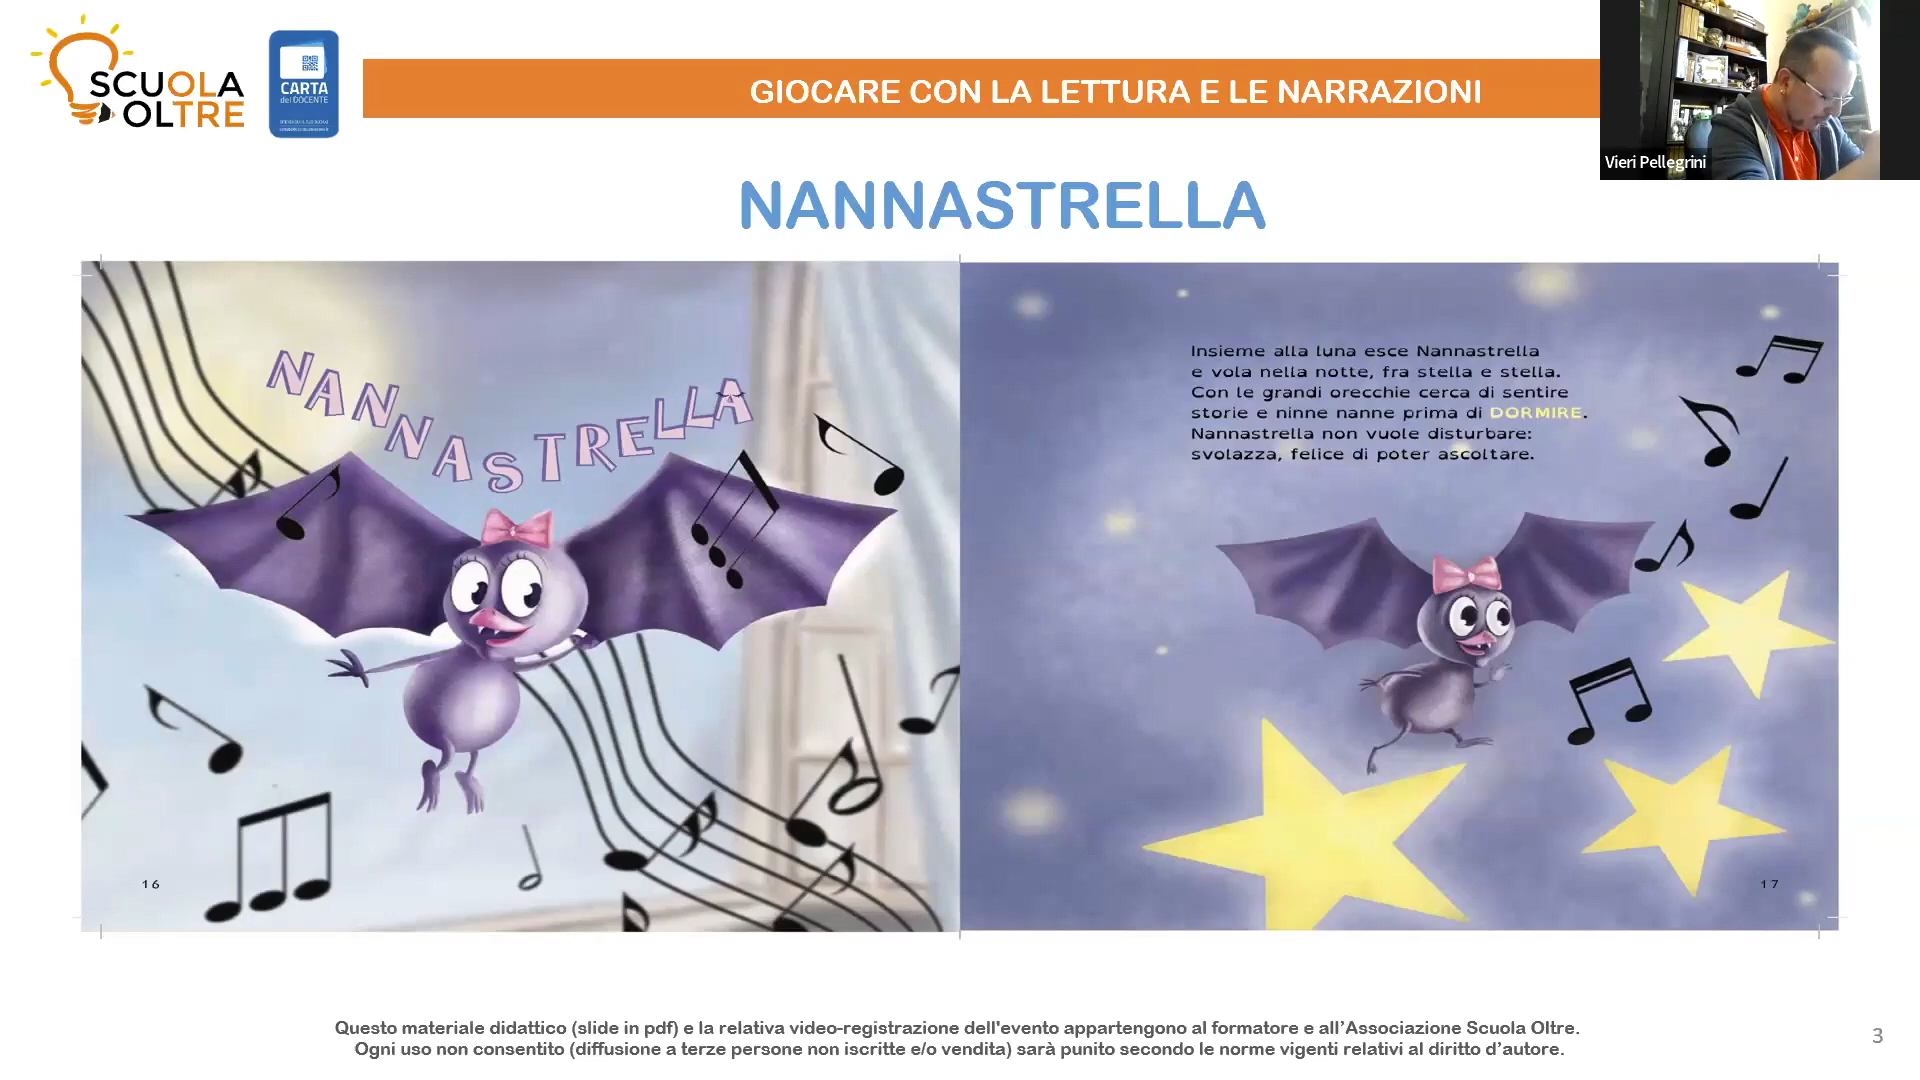 SCUOLA
OLTRE
CARTA
del DOCENTE
GIOCARE CON LA LETTURA E LE NARRAZIONI
Vieri Pellegrini
NANNASTRELLA
NANNASTRELLA
Insieme alla luna esce Nannastrella
e vola nella notte, fra stella e stella.
Con le grandi orecchie cerca di sentire
storie e ninne nanne prima di DORMIRE.
Nannastrella non vuole disturbare:
svolazza, felice di poter ascoltare.
16
17
Questo materiale didattico (slide in pdf) e la relativa video-registrazione dell'evento appartengono al formatore e all’Associazione Scuola Oltre.
Ogni uso non consentito (diffusione a terze persone non iscritte e/o vendita) sarà punito secondo le norme vigenti relativi al diritto d’autore.
3